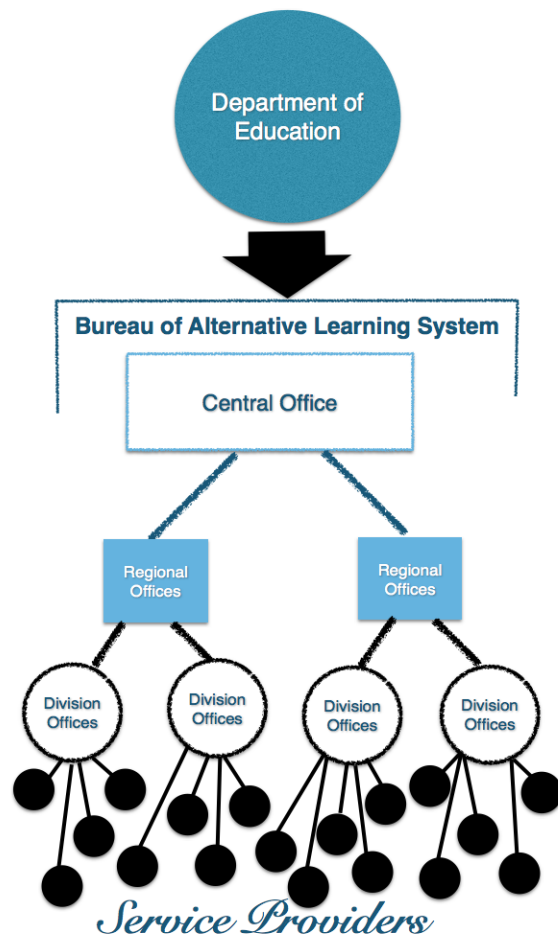 Department of
Education
Bureau of Alternative Learning System
Central Office
Regional
Offices
Regional
Offices
Division
Offices
Division
Offices
Division
Offices
Division
Offices
Service Providers